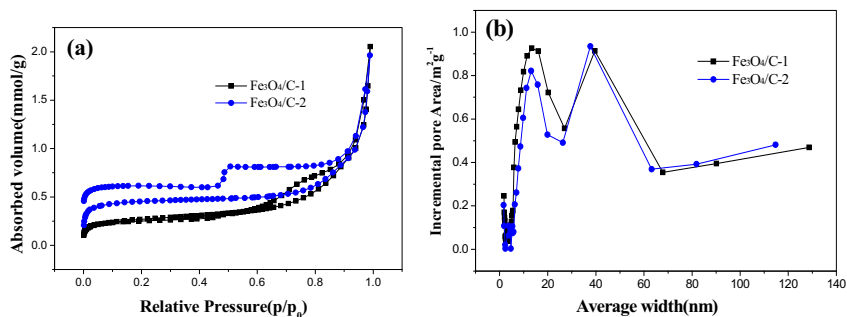 (a)
Fe₃O₄/C-1
Fe₃O₄/C-2
Absorbed volume(mmol/g)
2.0
1.5
1.0
0.5
0.0
0.0 0.2 0.4 0.6 0.8 1.0
Relative Pressure(p/p₀)
(b)
Fe₃O₄/C-1
Fe₃O₄/C-2
Incremental pore Area/m²g⁻¹
1.0
0.8
0.6
0.4
0.2
0.0
0 20 40 60 80 100 120 140
Average width(nm)